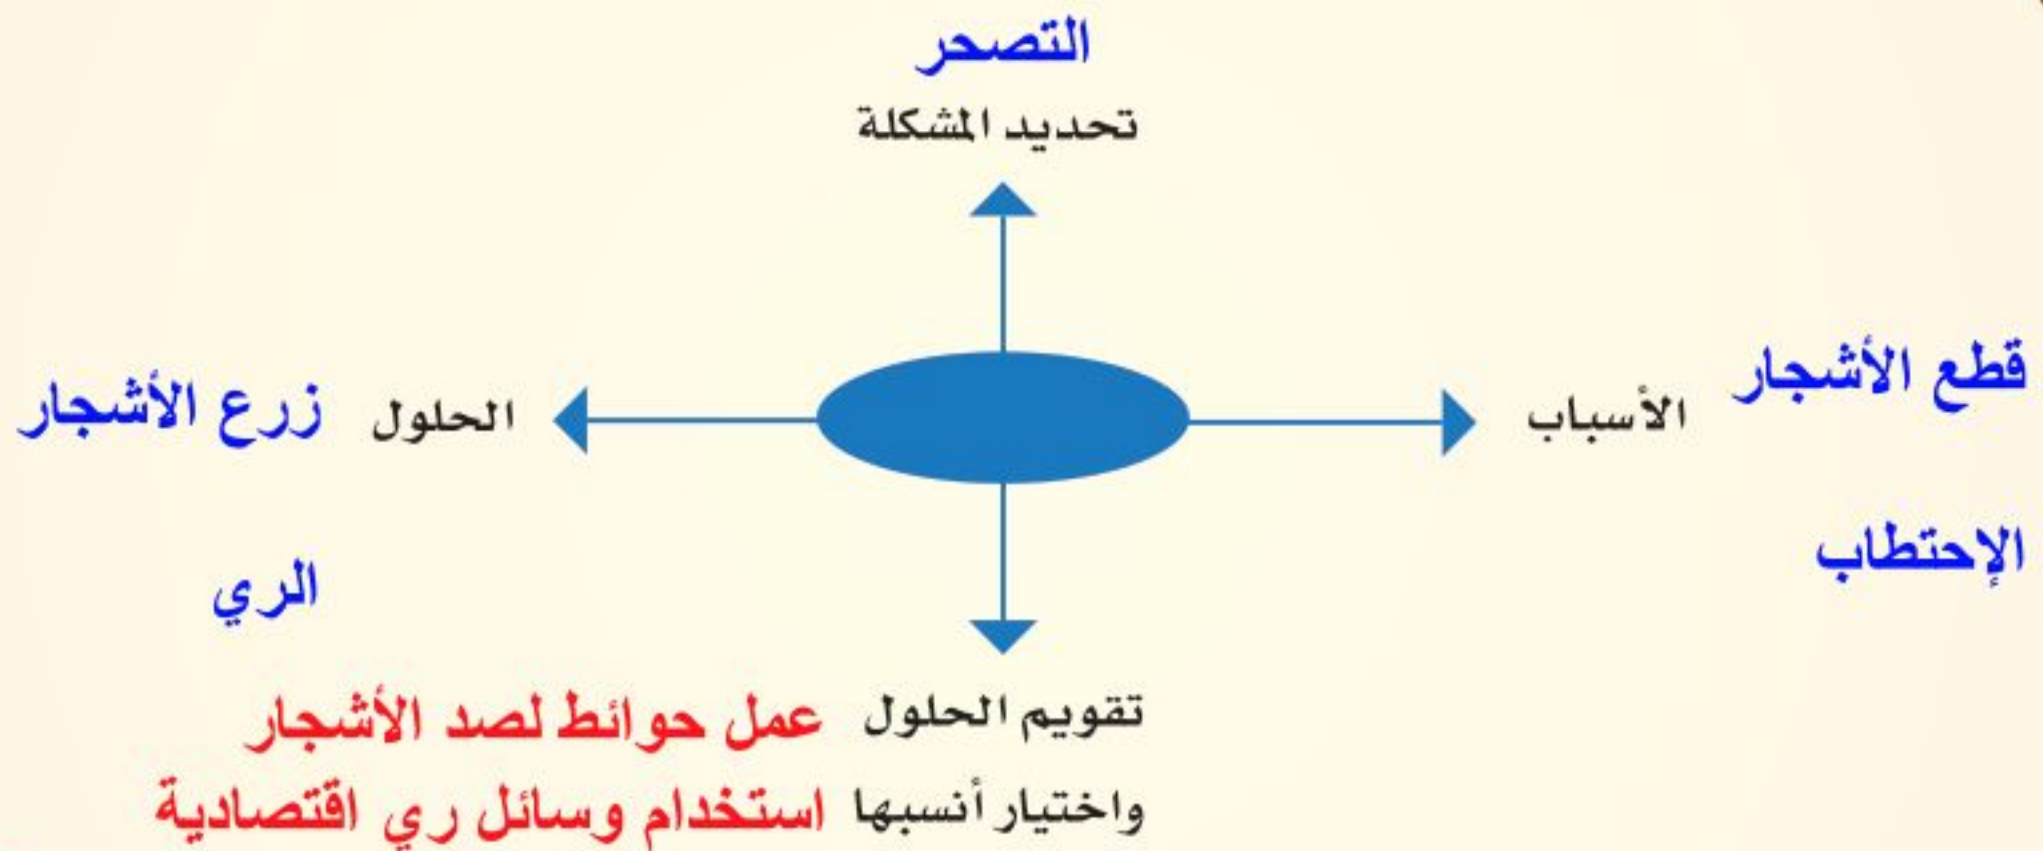 التصحر
تحديد المشكلة
قطع الأشجار
الأسباب
الإحتطاب
الحلول
زرع الأشجار
الري
تقويم الحلول عمل حوائط لصد الأشجار
واختيار أنسبها استخدام وسائل ري اقتصادية